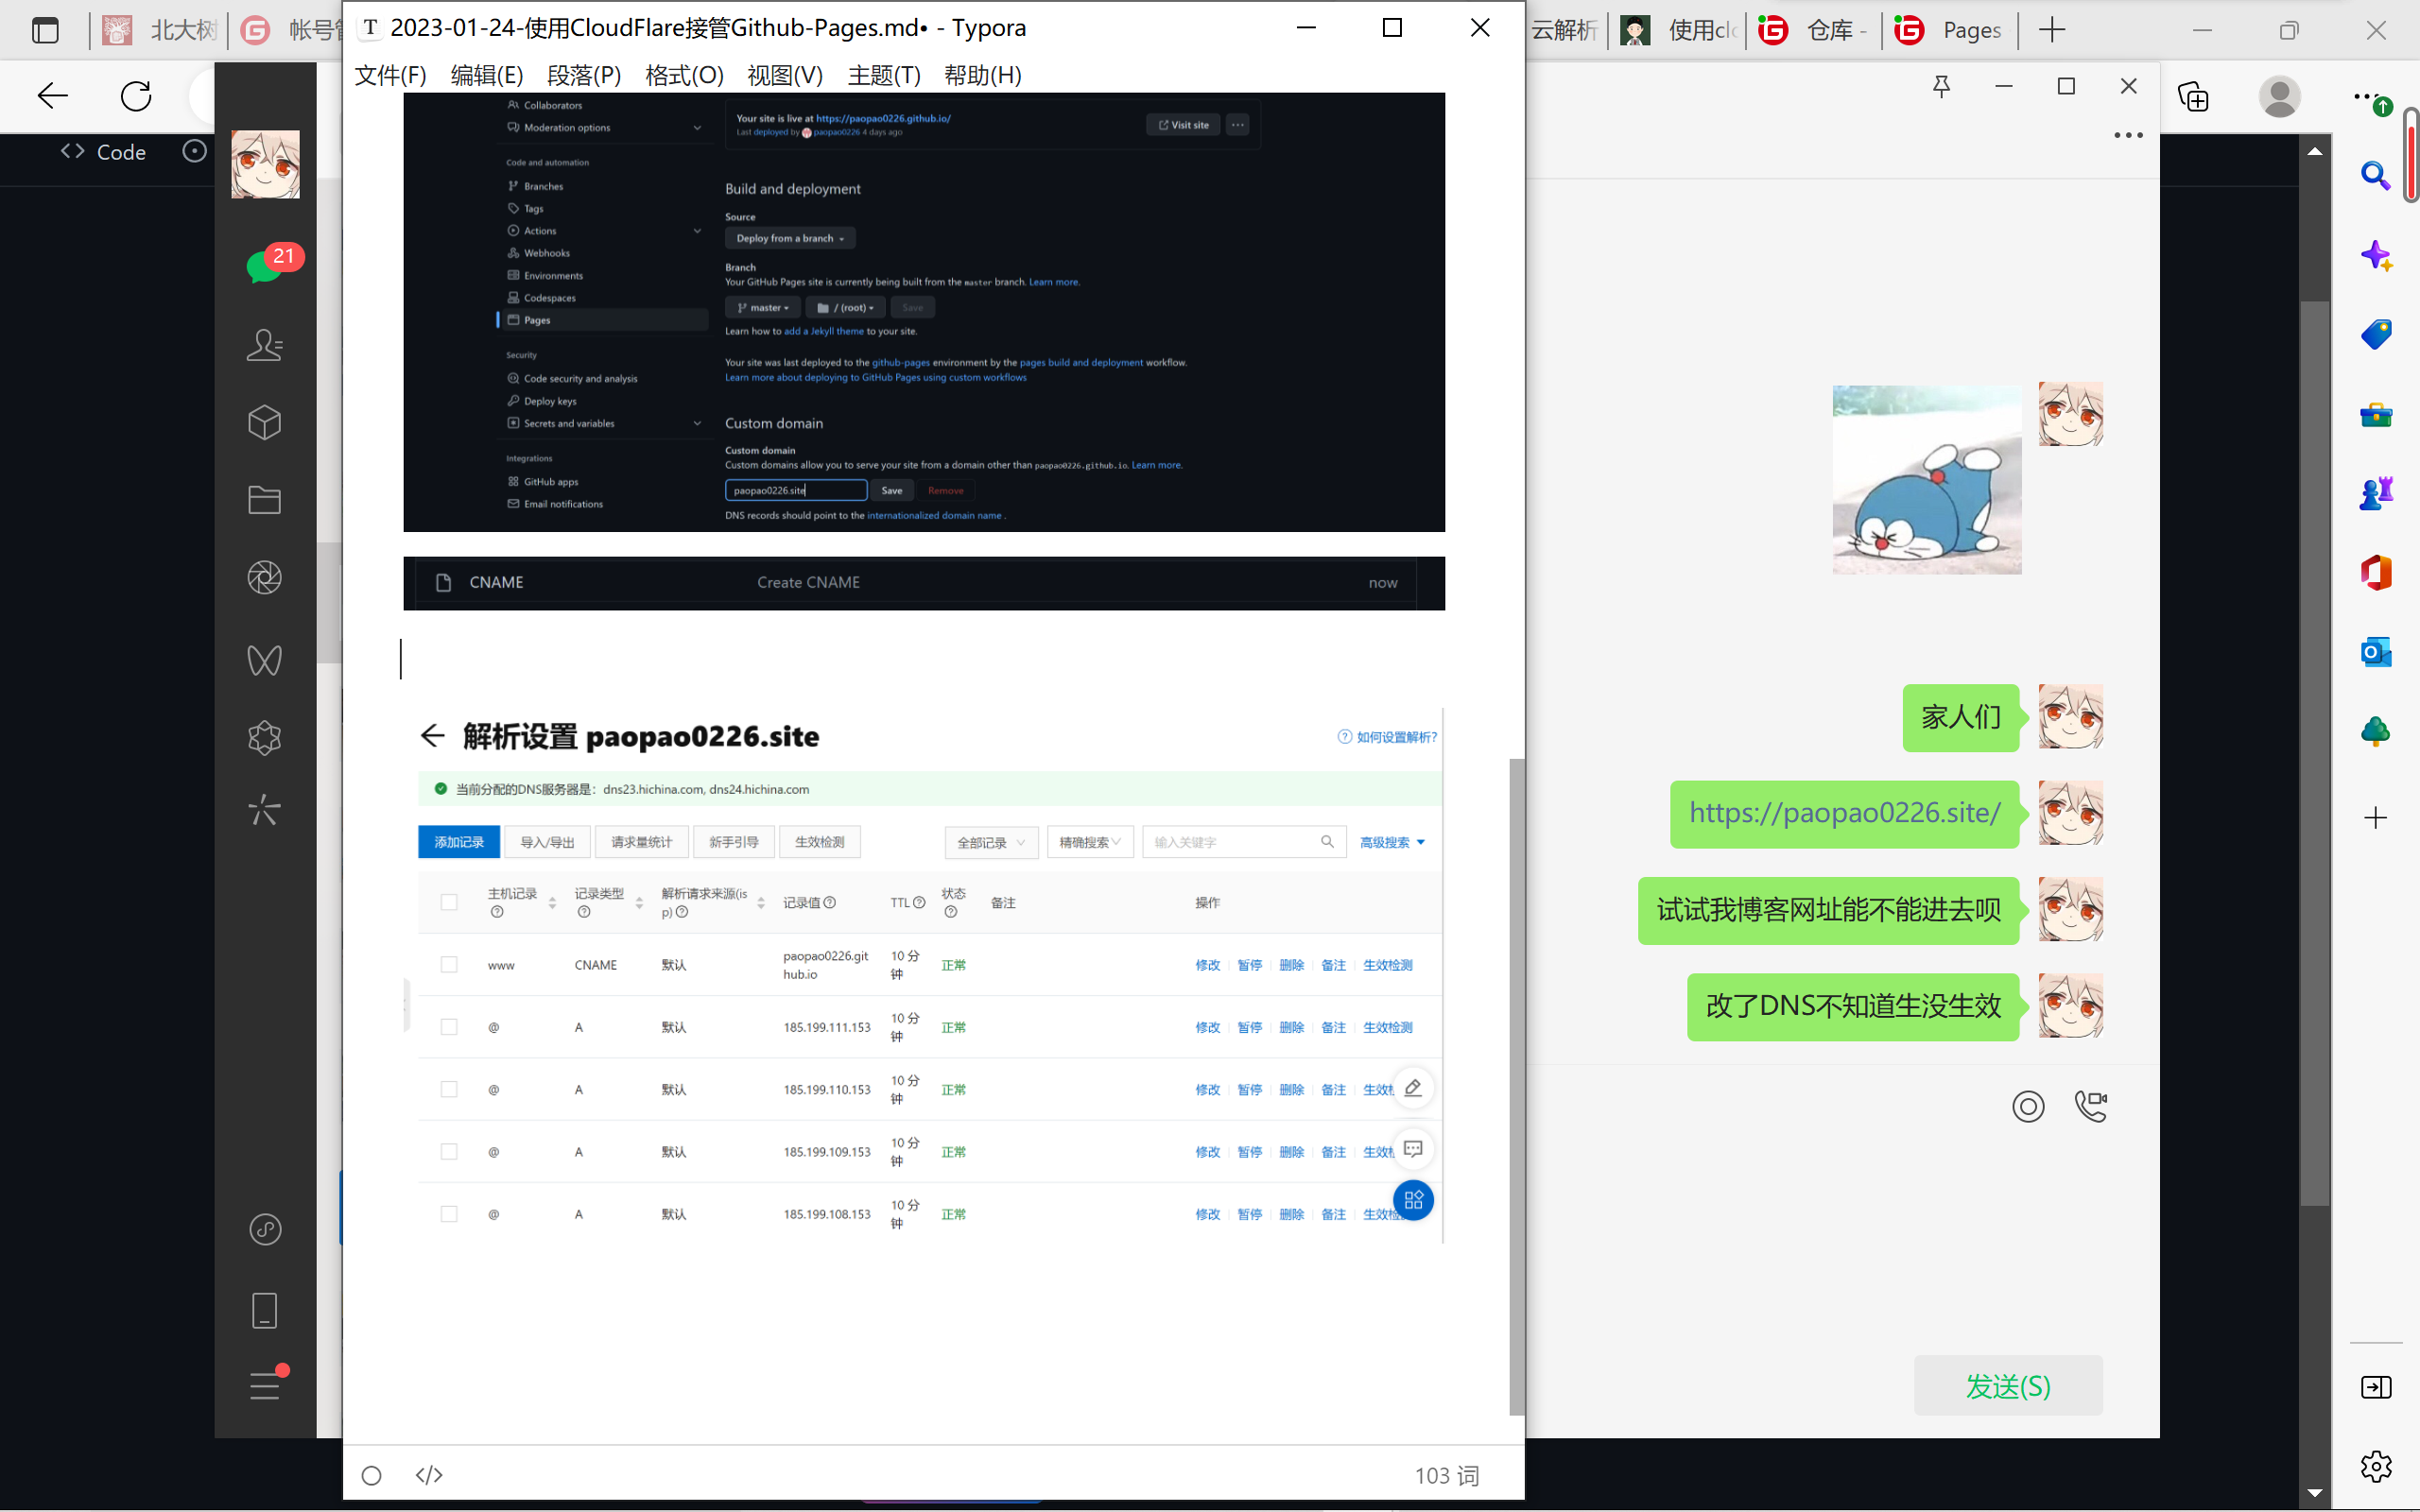 北大树
帐号管
2023-01-24-使用CloudFlare接管Github-Pages.md• - Typora
云解析
使用clo
仓库 -
Pages
文件(F) 编辑(E) 段落(P) 格式(O) 视图(V) 主题(T) 帮助(H)
Code
21
Collaborators
Moderation options
Code and automation
Branches
Tags
Actions
Webhooks
Environments
Codespaces
Pages
Security
Code security and analysis
Deploy keys
Secrets and variables
Integrations
GitHub apps
Email notifications
Your site is live at https://paopao0226.github.io/
Last deployed by paopao0226 4 days ago
Visit site
Build and deployment
Source
Deploy from a branch
Branch
Your GitHub Pages site is currently being built from the master branch. Learn more.
master / (root) Save
Learn how to add a Jekyll theme to your site.
Your site was last deployed to the github-pages environment by the pages build and deployment workflow.
Learn more about deploying to GitHub Pages using custom workflows
Custom domain
Custom domain
Custom domains allow you to serve your site from a domain other than paopao0226.github.io. Learn more.
paopao0226.site Save Remove
DNS records should point to the internationalized domain name .
CNAME Create CNAME now
解析设置 paopao0226.site
如何设置解析?
当前分配的DNS服务器是：dns23.hichina.com, dns24.hichina.com
添加记录 导入/导出 请求量统计 新手引导 生效检测 全部记录 精确搜索 输入关键字 高级搜索
主机记录 记录类型 解析请求来源(isp) 记录值 TTL 状态 备注 操作
www CNAME 默认 paopao0226.github.io 10 分钟 正常 修改 暂停 删除 备注 生效检测
@ A 默认 185.199.111.153 10 分钟 正常 修改 暂停 删除 备注 生效检测
@ A 默认 185.199.110.153 10 分钟 正常 修改 暂停 删除 备注 生效检
@ A 默认 185.199.109.153 10 分钟 正常 修改 暂停 删除 备注 生效检
@ A 默认 185.199.108.153 10 分钟 正常 修改 暂停 删除 备注 生效检
103 词
家人们
https://paopao0226.site/
试试我博客网址能不能进去呗
改了DNS不知道生没生效
发送(S)